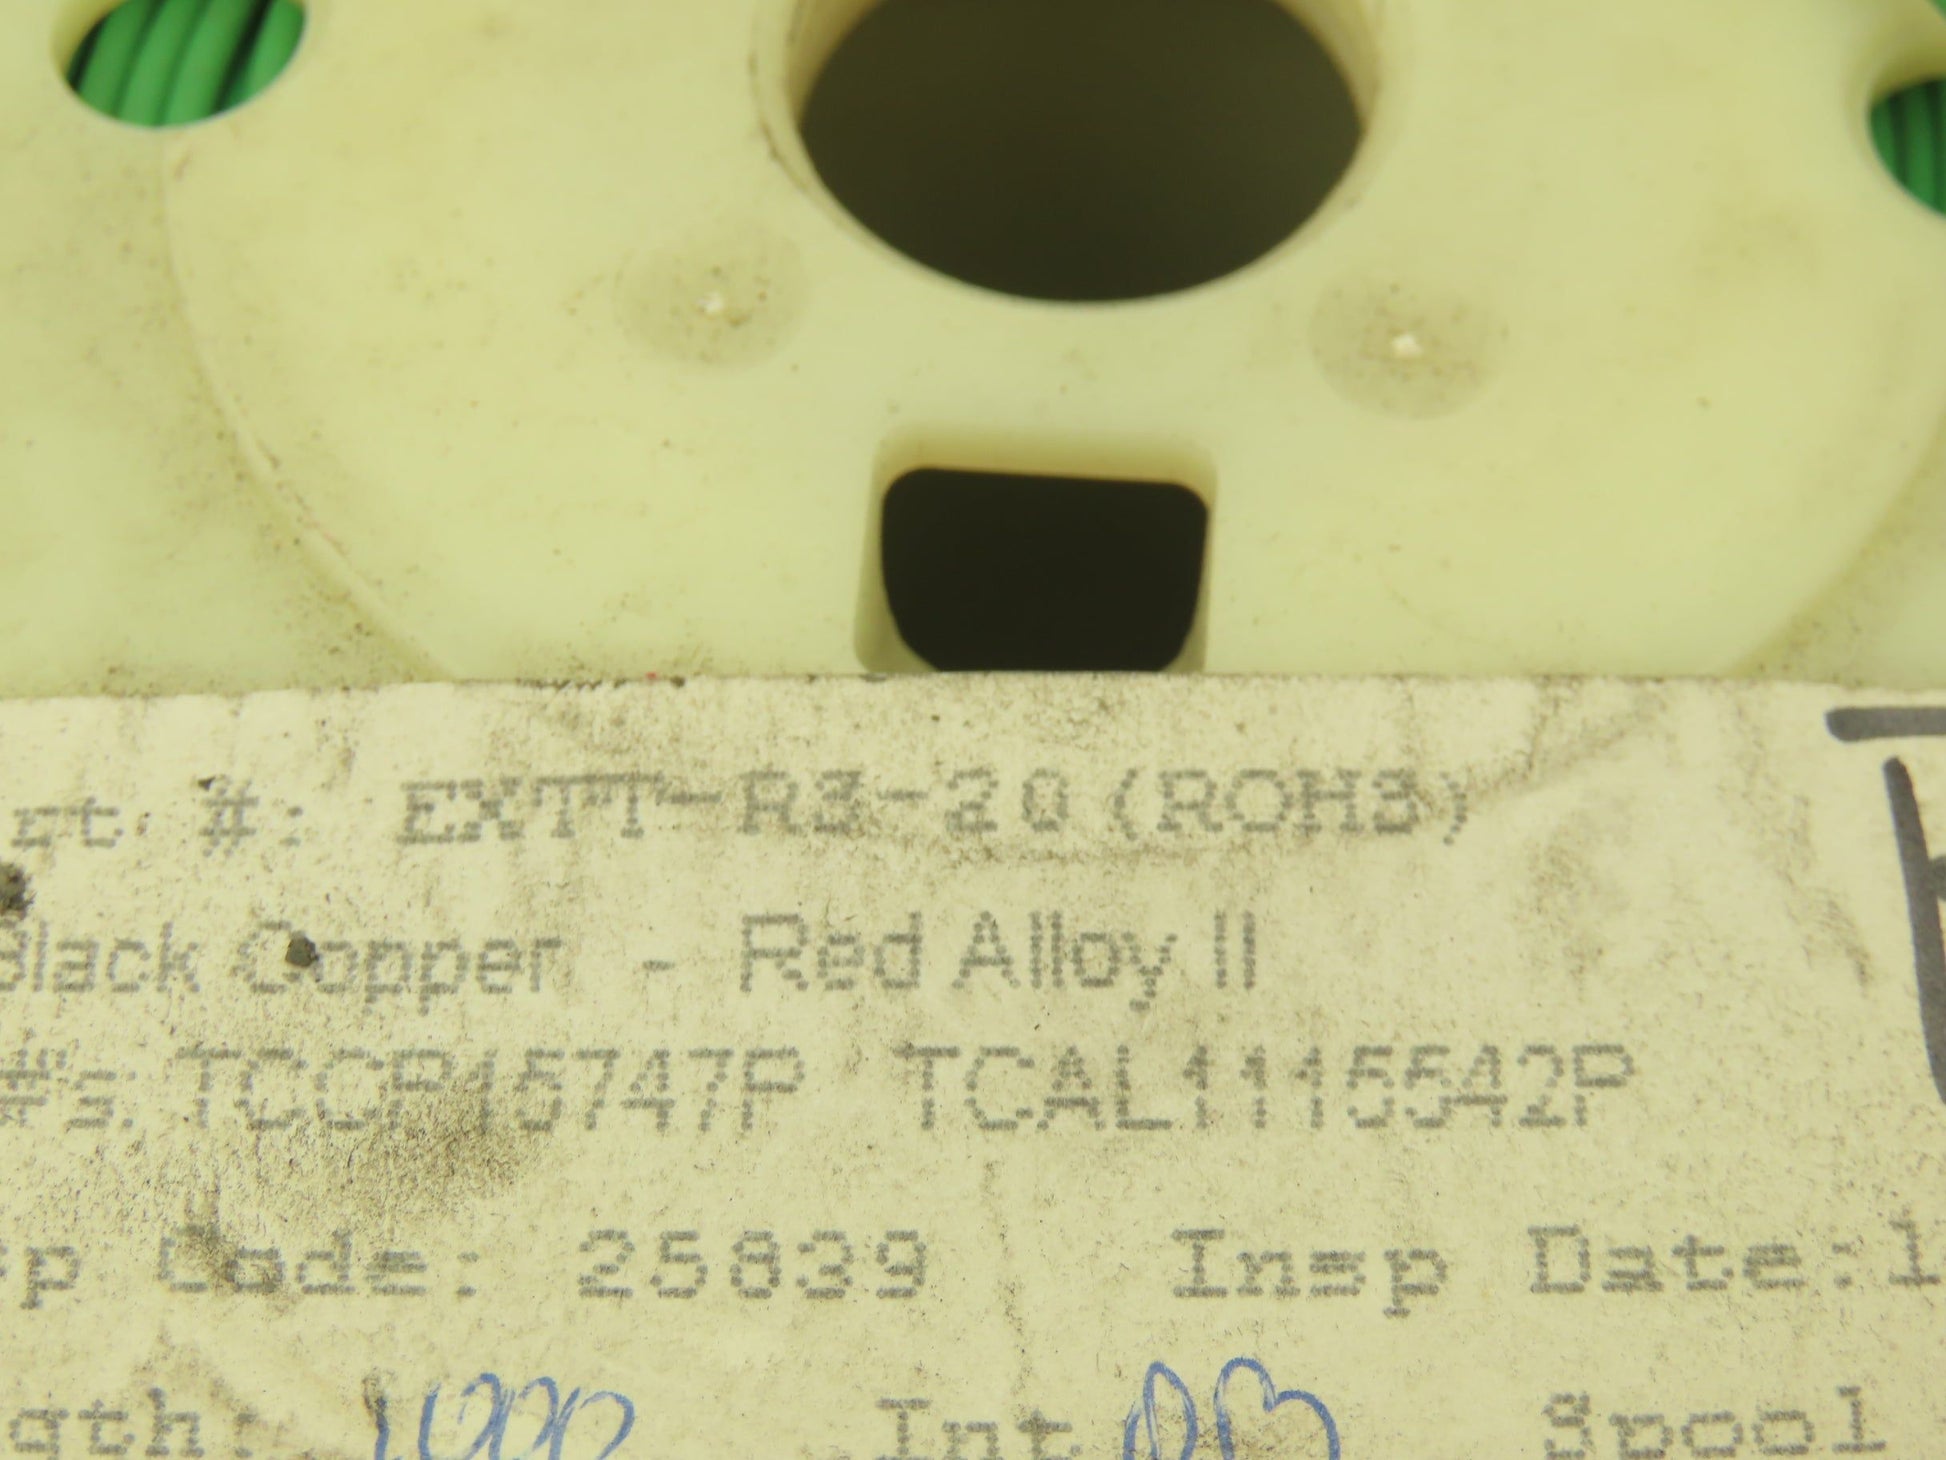 rt #: EXTT-R3-20 (ROHS)
Black Copper - Red Alloy II
TCCP15747P TCAL111555A2P
p Code: 25839 Insp Date:1
gth: 1000 Int Spool